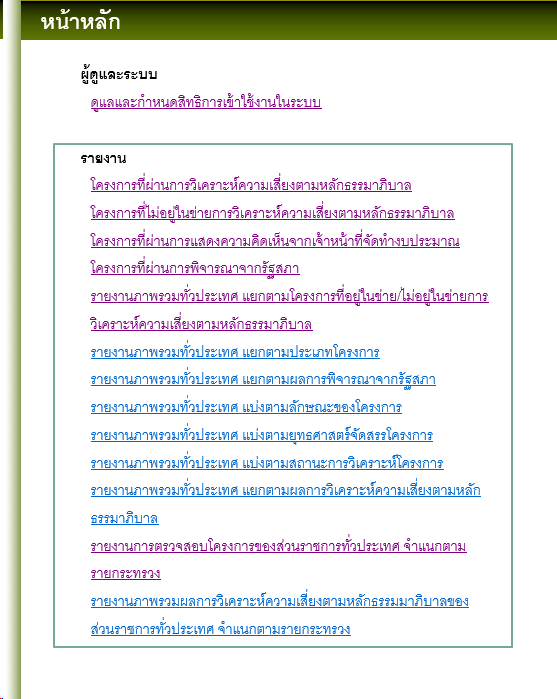 หน้าหลัก
ผู้ดูและระบบ
ดูแลและกำหนดสิทธิการเข้าใช้งานในระบบ
รายงาน
โครงการที่ผ่านการวิเคราะห์ความเสี่ยงตามหลักธรรมาภิบาล
โครงการที่ไม่อยู่ในข่ายการวิเคราะห์ความเสี่ยงตามหลักธรรมาภิบาล
โครงการที่ผ่านการแสดงความคิดเห็นจากเจ้าหน้าที่จัดทำงบประมาณ
โครงการที่ผ่านการพิจารณาจากรัฐสภา
รายงานภาพรวมทั่วประเทศ แยกตามโครงการที่อยู่ในข่าย/ไม่อยู่ในข่ายการ
วิเคราะห์ความเสี่ยงตามหลักธรรมาภิบาล
รายงานภาพรวมทั่วประเทศ แยกตามประเภทโครงการ
รายงานภาพรวมทั่วประเทศ แยกตามผลการพิจารณาจากรัฐสภา
รายงานภาพรวมทั่วประเทศ แบ่งตามลักษณะของโครงการ
รายงานภาพรวมทั่วประเทศ แบ่งตามยุทธศาสตร์จัดสรรโครงการ
รายงานภาพรวมทั่วประเทศ แบ่งตามสถานะการวิเคราะห์โครงการ
รายงานภาพรวมทั่วประเทศ แยกตามผลการวิเคราะห์ความเสี่ยงตามหลัก
ธรรมาภิบาล
รายงานการตรวจสอบโครงการของส่วนราชการทั่วประเทศ จำแนกตาม
รายกระทรวง
รายงานภาพรวมผลการวิเคราะห์ความเสี่ยงตามหลักธรรมมาภิบาลของ
ส่วนราชการทั่วประเทศ จำแนกตามรายกระทรวง